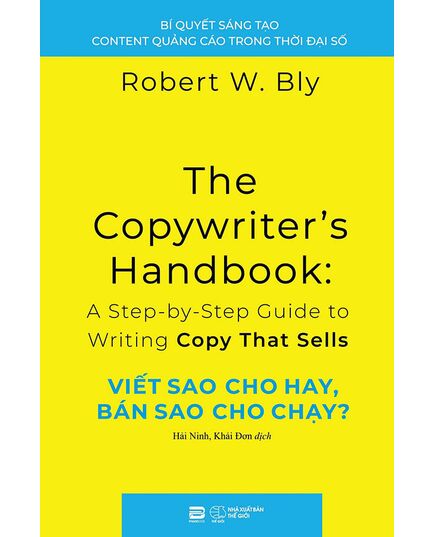 BÍ QUYẾT SÁNG TẠO
CONTENT QUẢNG CÁO TRONG THỜI ĐẠI SỐ
Robert W. Bly
The
Copywriter’s
Handbook:
A Step-by-Step Guide to
Writing Copy That Sells
VIẾT SAO CHO HAY,
BÁN SAO CHO CHẠY?
Hải Ninh, Khải Đơn dịch
THẾ GIỚI
NHÀ XUẤT BẢN
THẾ GIỚI